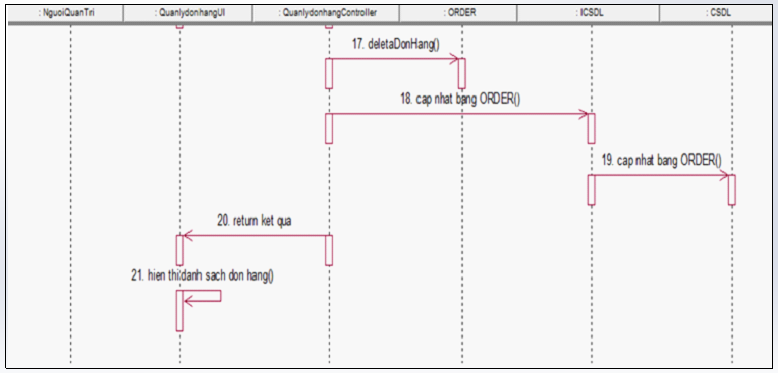 : NguoiQuanTri
: QuanlydonhangUI
: QuanlydonhangController
: ORDER
: IICSDL
: CSDL
17. deletaDonHang()
18. cap nhat bang ORDER()
19. cap nhat bang ORDER()
20. return ket qua
21. hien thi danh sach don hang()